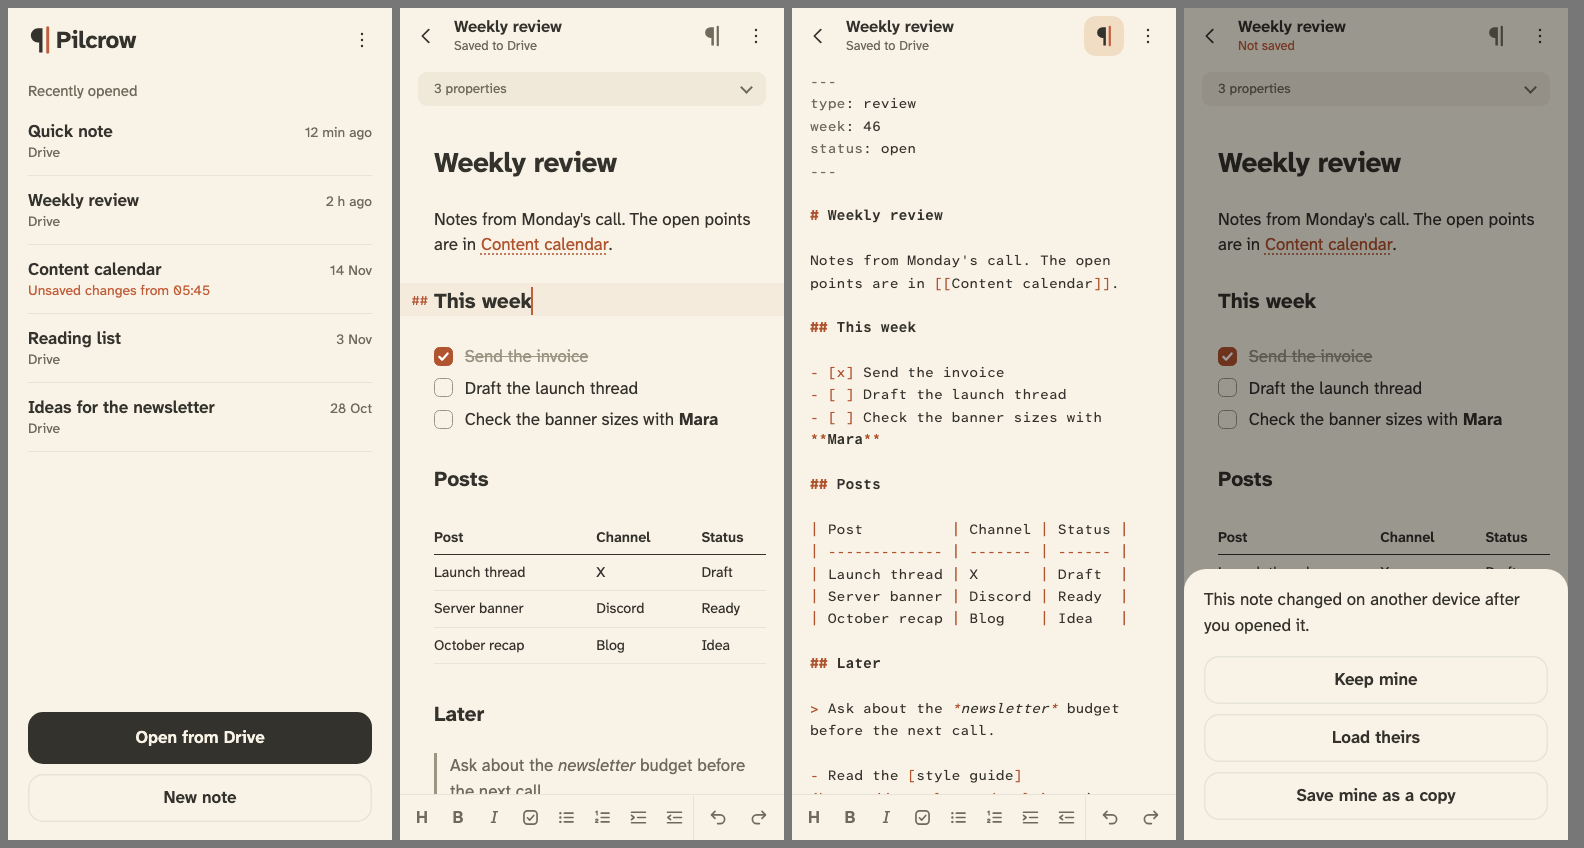 ¶ Pilcrow
Recently opened
Quick note
12 min ago
Drive
Weekly review
2 h ago
Drive
Content calendar
14 Nov
Unsaved changes from 05:45
Reading list
3 Nov
Drive
Ideas for the newsletter
28 Oct
Drive
Open from Drive
New note
Weekly review
Saved to Drive
¶
3 properties
Weekly review
Notes from Monday's call. The open points
are in Content calendar.
## This week
Send the invoice
Draft the launch thread
Check the banner sizes with Mara
Posts
Post Channel Status
Launch thread X Draft
Server banner Discord Ready
October recap Blog Idea
Later
Ask about the newsletter budget before
the next call
H B I
Weekly review
Saved to Drive
¶
---
type: review
week: 46
status: open
---
# Weekly review
Notes from Monday's call. The open
points are in [[Content calendar]].
## This week
- [x] Send the invoice
- [ ] Draft the launch thread
- [ ] Check the banner sizes with
**Mara**
## Posts
| Post | Channel | Status |
| ------------- | ------- | ------ |
| Launch thread | X | Draft |
| Server banner | Discord | Ready |
| October recap | Blog | Idea |
## Later
> Ask about the *newsletter* budget
before the next call.
- Read the [style guide]
H B I
Weekly review
Not saved
¶
3 properties
Weekly review
Notes from Monday's call. The open points
are in Content calendar.
This week
Send the invoice
Draft the launch thread
Check the banner sizes with Mara
Posts
Post Channel Status
This note changed on another device after
you opened it.
Keep mine
Load theirs
Save mine as a copy